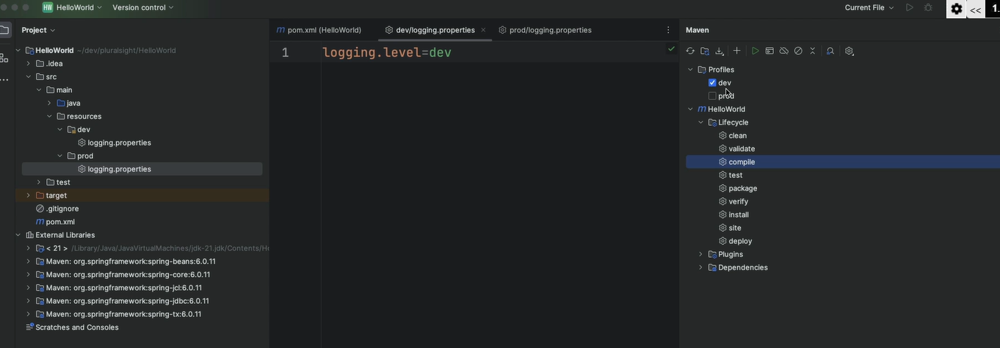 HW HelloWorld Version control Current File << 1.
Project
pom.xml (HelloWorld) dev/logging.properties prod/logging.properties
Maven
HelloWorld ~/dev/pluralsight/HelloWorld
.idea
src
main
java
resources
dev
logging.properties
prod
logging.properties
test
target
.gitignore
m pom.xml
External Libraries
< 21 > /Library/Java/JavaVirtualMachines/jdk-21.jdk/Contents/H
Maven: org.springframework:spring-beans:6.0.11
Maven: org.springframework:spring-core:6.0.11
Maven: org.springframework:spring-jcl:6.0.11
Maven: org.springframework:spring-jdbc:6.0.11
Maven: org.springframework:spring-tx:6.0.11
Scratches and Consoles
1 logging.level=dev
Profiles
dev
prod
m HelloWorld
Lifecycle
clean
validate
compile
test
package
verify
install
site
deploy
Plugins
Dependencies